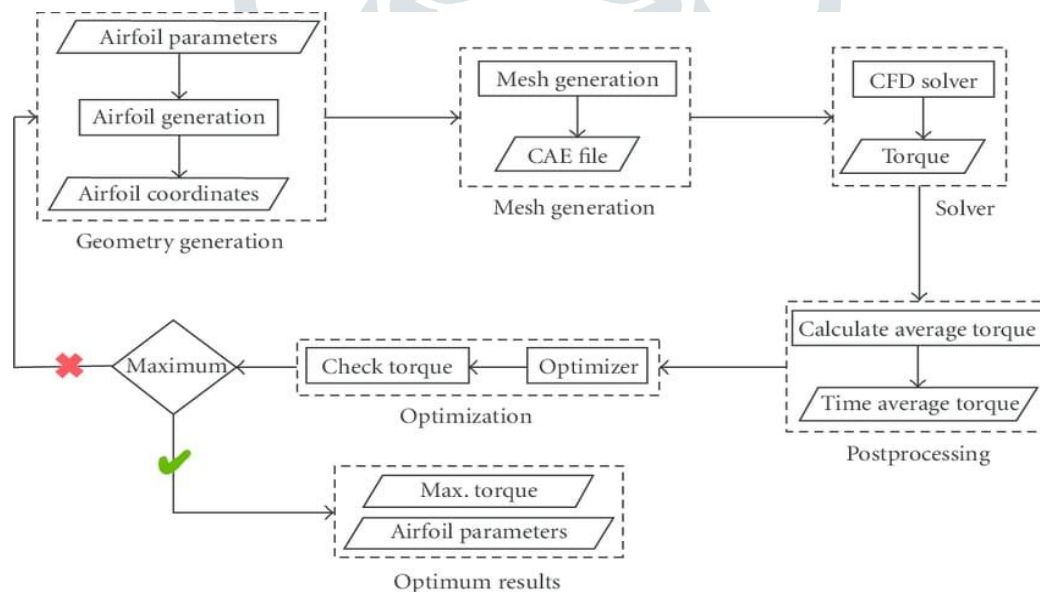 Airfoil parameters
Airfoil generation
Airfoil coordinates
Geometry generation
Mesh generation
CAE file
Mesh generation
CFD solver
Torque
Solver
Calculate average torque
Time average torque
Postprocessing
Optimizer
Check torque
Optimization
Maximum
Max. torque
Airfoil parameters
Optimum results